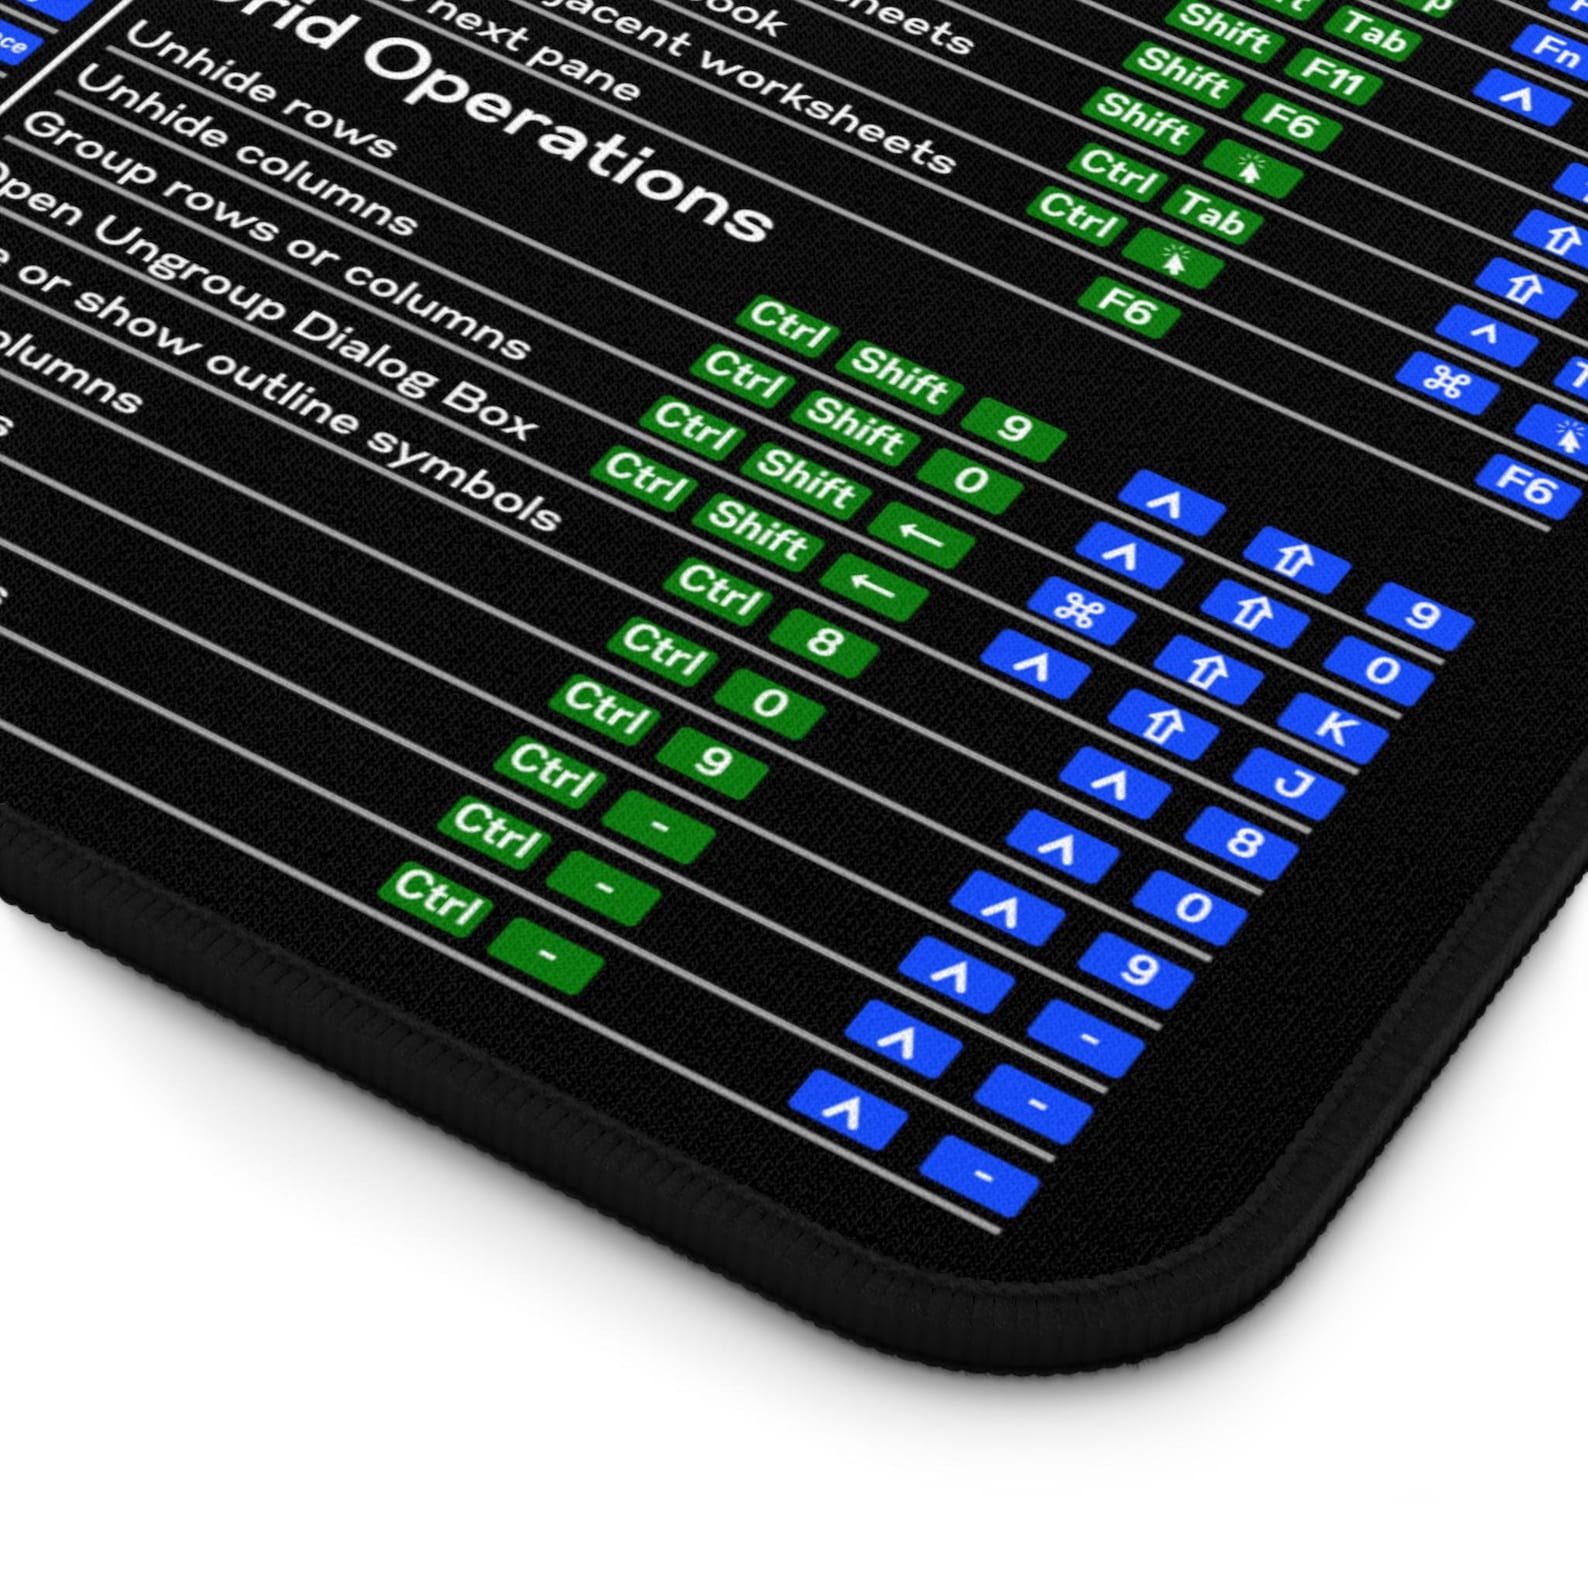 next pane
adjacent worksheets
Shift Tab
Shift F11 Fn
Shift F6 ^
Shift
Ctrl Tab ⇧
Ctrl ⇧
F6 ^
⌘
F6
Operations
Unhide rows Ctrl Shift 9 ^ ⇧ 9
Unhide columns Ctrl Shift 0 ^ ⇧ 0
Group rows or columns Ctrl Shift ← ⌘ ⇧ K
Open Ungroup Dialog Box Ctrl Shift ← ^ ⇧ J
or show outline symbols Ctrl 8 ^ 8
columns Ctrl 0 ^ 0
Ctrl 9 ^ 9
Ctrl - ^ -
Ctrl - ^ -
Ctrl - ^ -